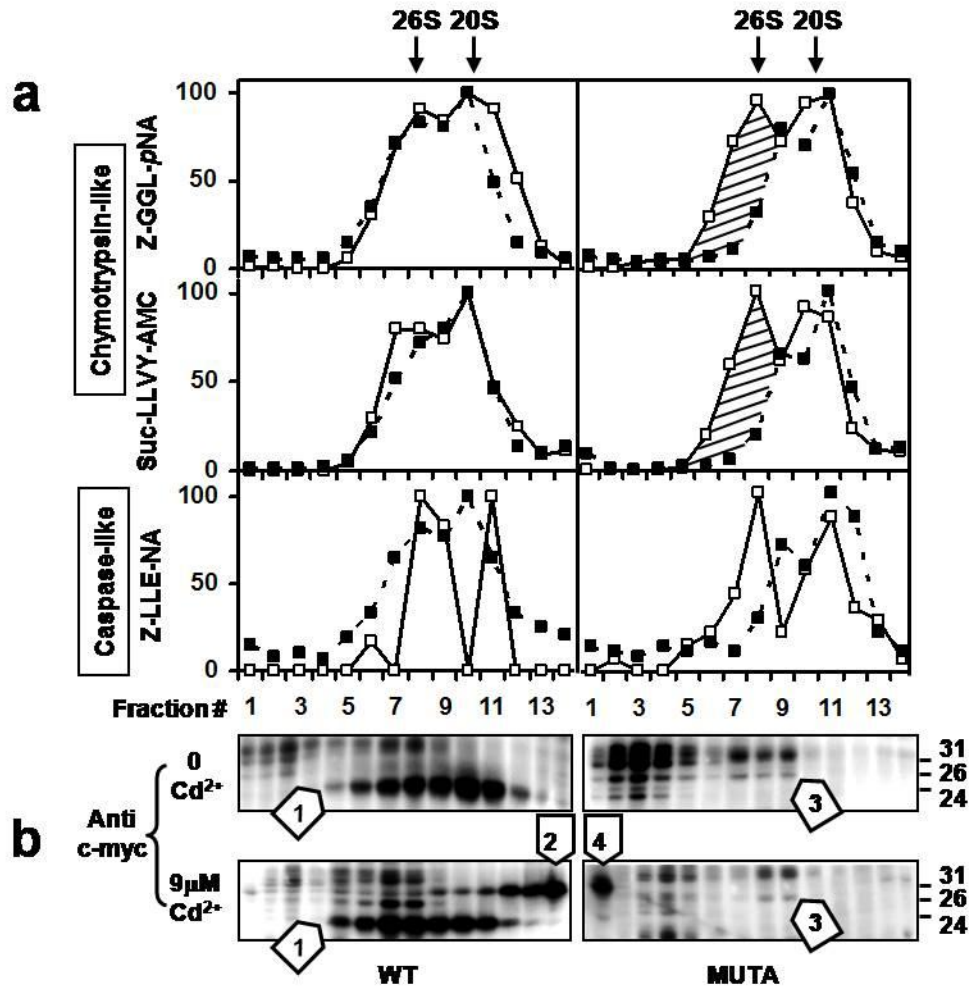 26S 20S 26S 20S
a
Chymotrypsin-like
Z-GGL-pNA
100
50
0
Suc-LLVY-AMC
100
50
0
Caspase-like
Z-LLE-NA
100
50
0
Fraction # 1 3 5 7 9 11 13 1 3 5 7 9 11 13
b
Anti
c-myc
0
Cd2+
1
3
31
26
24
2
4
9μM
Cd2+
1
3
31
26
24
WT MUTA